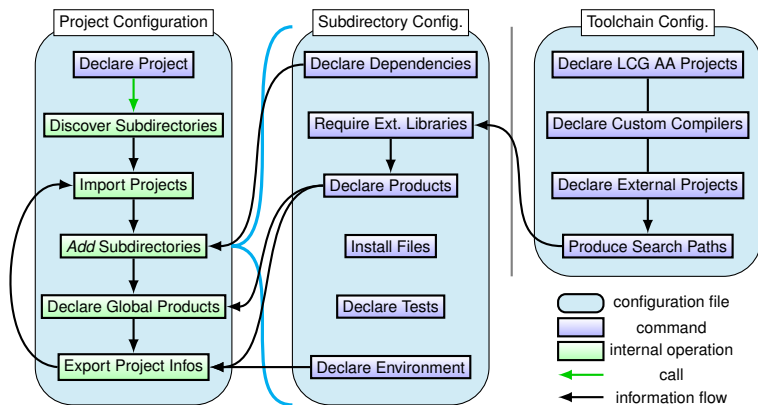 Project Configuration
Declare Project
Discover Subdirectories
Import Projects
Add Subdirectories
Declare Global Products
Export Project Infos
Subdirectory Config.
Declare Dependencies
Require Ext. Libraries
Declare Products
Install Files
Declare Tests
Declare Environment
Toolchain Config.
Declare LCG AA Projects
Declare Custom Compilers
Declare External Projects
Produce Search Paths
configuration file
command
internal operation
call
information flow